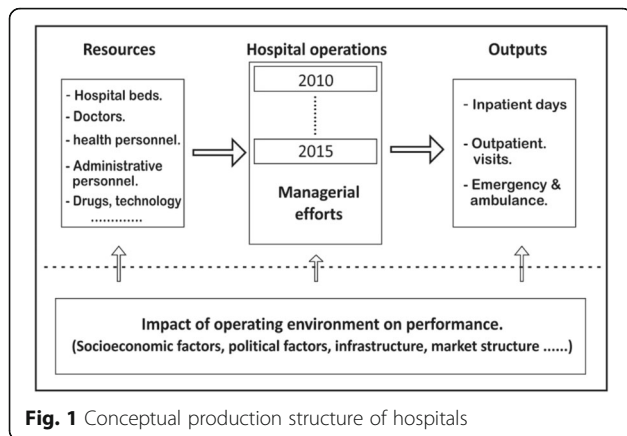 Resources
- Hospital beds.
- Doctors.
- health personnel.
- Administrative
personnel.
- Drugs, technology
.............
Hospital operations
2010
2015
Managerial
efforts
Outputs
- Inpatient days
- Outpatient.
visits.
- Emergency &
ambulance.
Impact of operating environment on performance.
(Socioeconomic factors, political factors, infrastructure, market structure ......)
Fig. 1 Conceptual production structure of hospitals